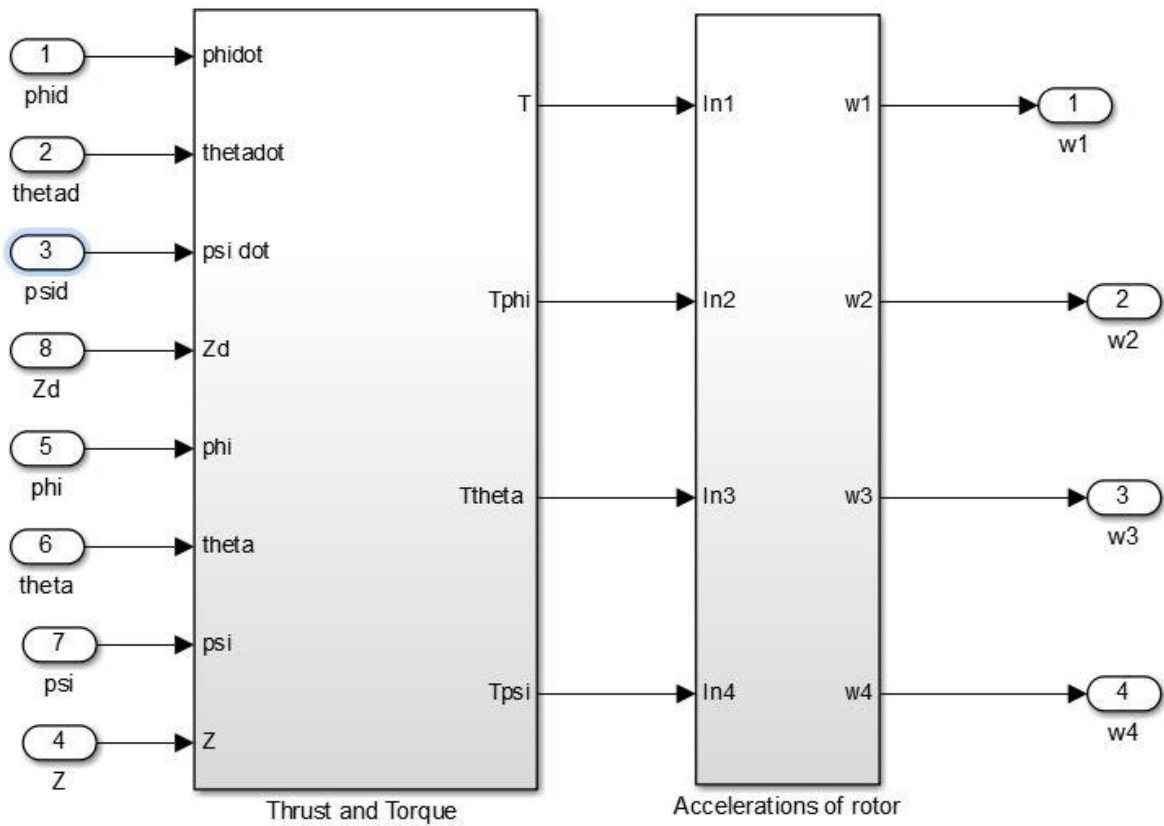 1
phid
2
thetad
3
psid
8
Zd
5
phi
6
theta
7
psi
4
Z
phidot
thetadot
psi dot
Zd
phi
theta
psi
Z
T
Tphi
Ttheta
Tpsi
Thrust and Torque
In1
In2
In3
In4
w1
w2
w3
w4
Accelerations of rotor
1
w1
2
w2
3
w3
4
w4